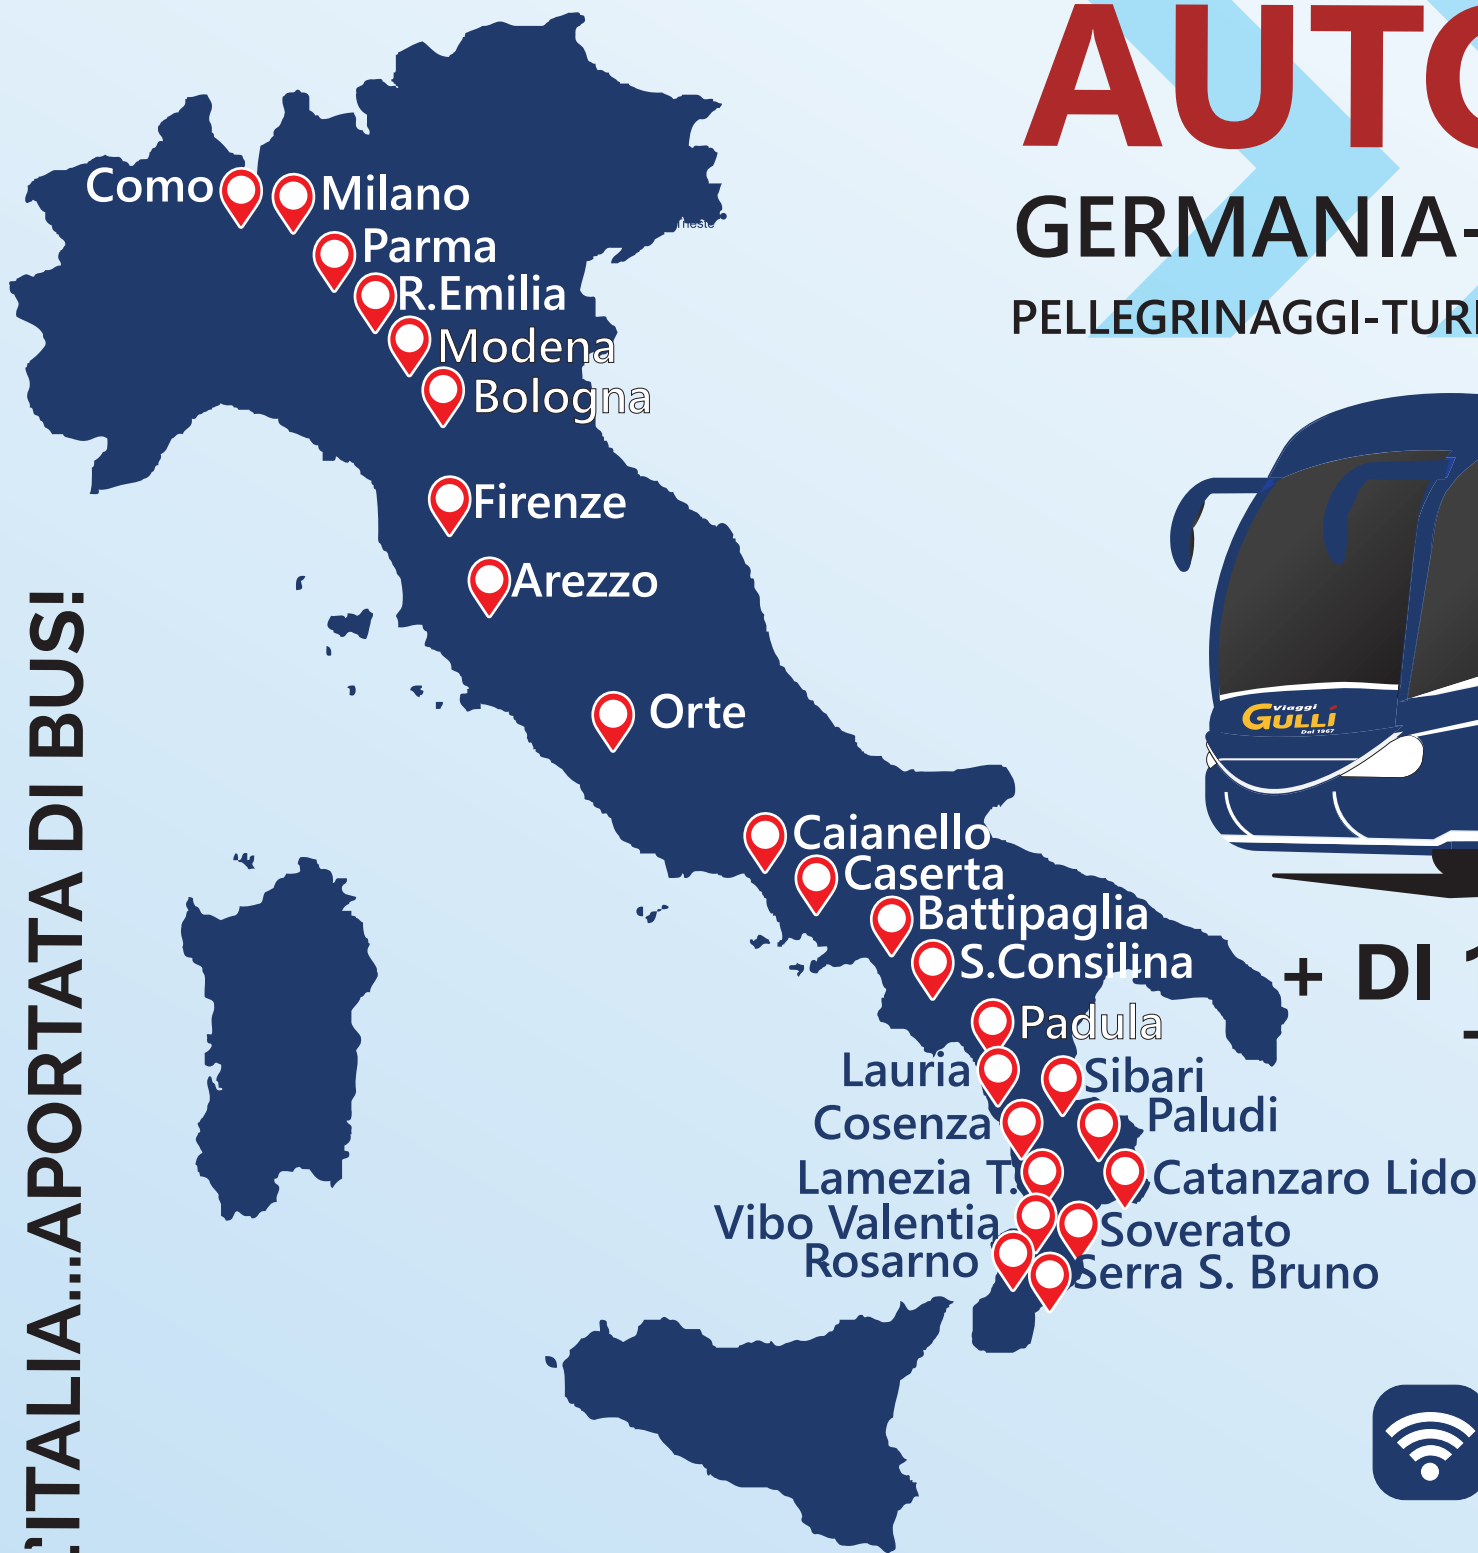 AUTO
GERMANIA-
PELLEGRINAGGI-TURI
Como
Milano
Parma
R.Emilia
Modena
Bologna
Firenze
Arezzo
Orte
Caianello
Caserta
Battipaglia
S.Consilina
Padula
Lauria
Sibari
Cosenza
Paludi
Lamezia T.
Catanzaro Lido
Vibo Valentia
Soverato
Rosarno
Serra S. Bruno
Viaggi
GULLÍ
Dal 1967
+ DI 1
L'ITALIA...APORTATA DI BUS!